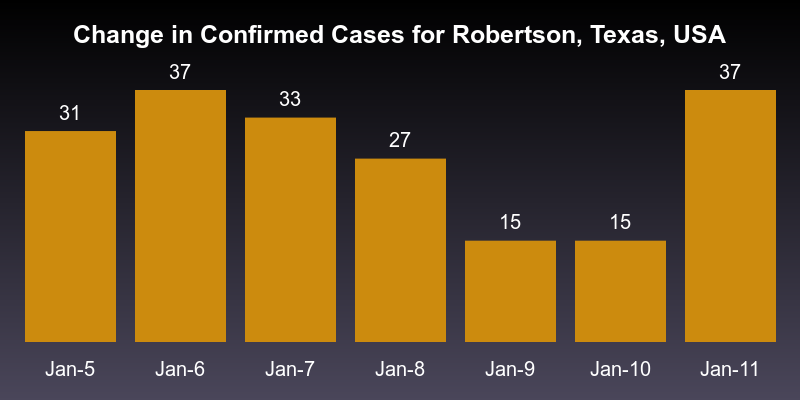 Change in Confirmed Cases for Robertson, Texas, USA
31
37
33
27
15
15
37
Jan-5
Jan-6
Jan-7
Jan-8
Jan-9
Jan-10
Jan-11